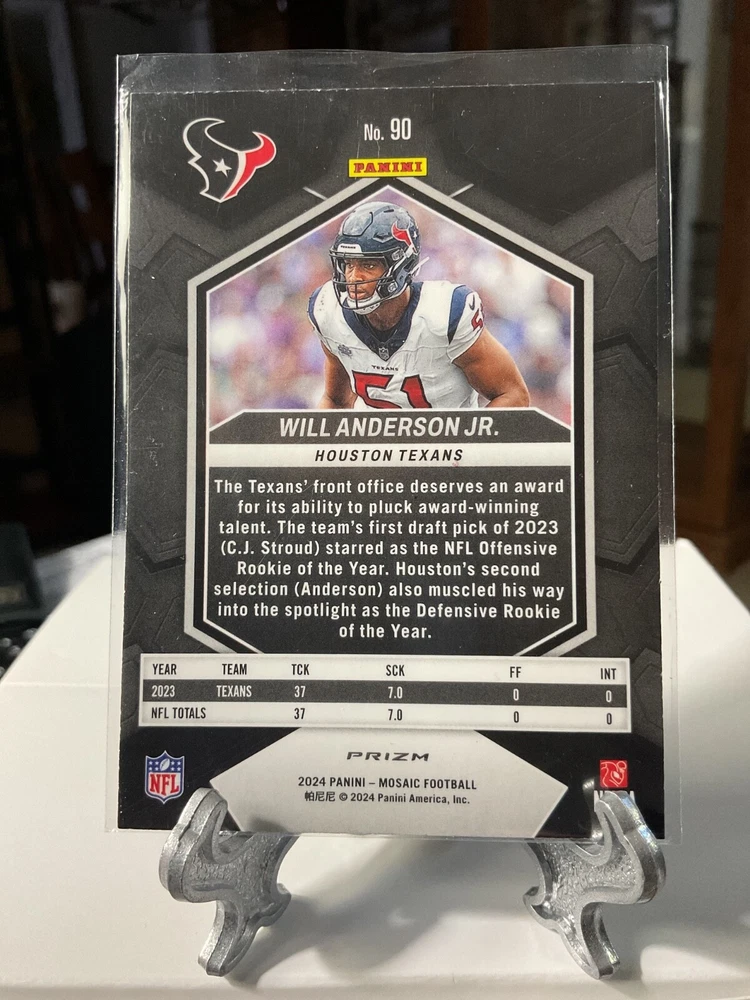 No. 90
PANINI
TEXANS
51
51
WILL ANDERSON JR.
HOUSTON TEXANS
The Texans' front office deserves an award
for its ability to pluck award-winning
talent. The team's first draft pick of 2023
(C.J. Stroud) starred as the NFL Offensive
Rookie of the Year. Houston's second
selection (Anderson) also muscled his way
into the spotlight as the Defensive Rookie
of the Year.
YEAR TEAM TCK SCK FF INT
2023 TEXANS 37 7.0 0 0
NFL TOTALS 37 7.0 0 0
PRIZM
NFL
2024 PANINI – MOSAIC FOOTBALL
帕尼尼 © 2024 Panini America, Inc.